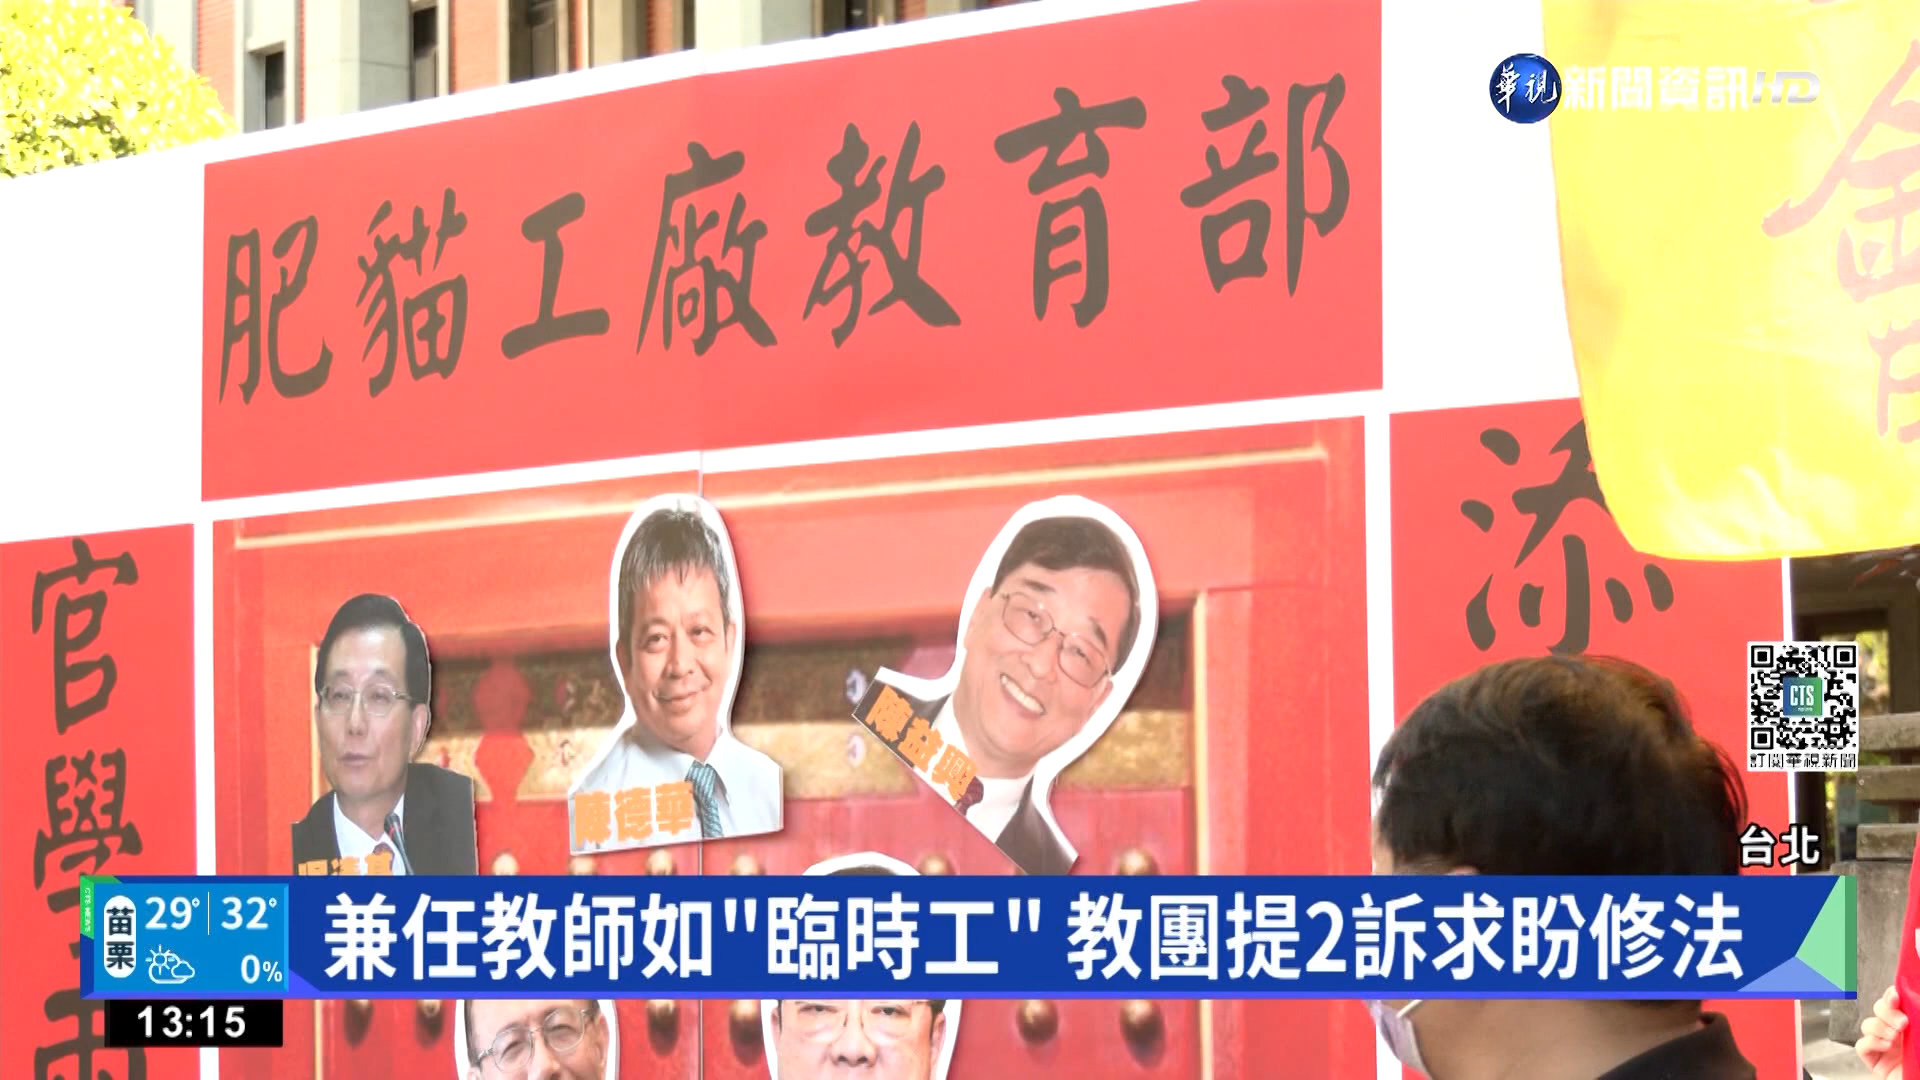 華視 新聞資訊HD
肥貓工廠教育部
添
官學
陳德華
陳益興
CTS
訂閱華視新聞
台北
苗栗 29° 32°
0%
兼任教師如"臨時工" 教團提2訴求盼修法
13:15